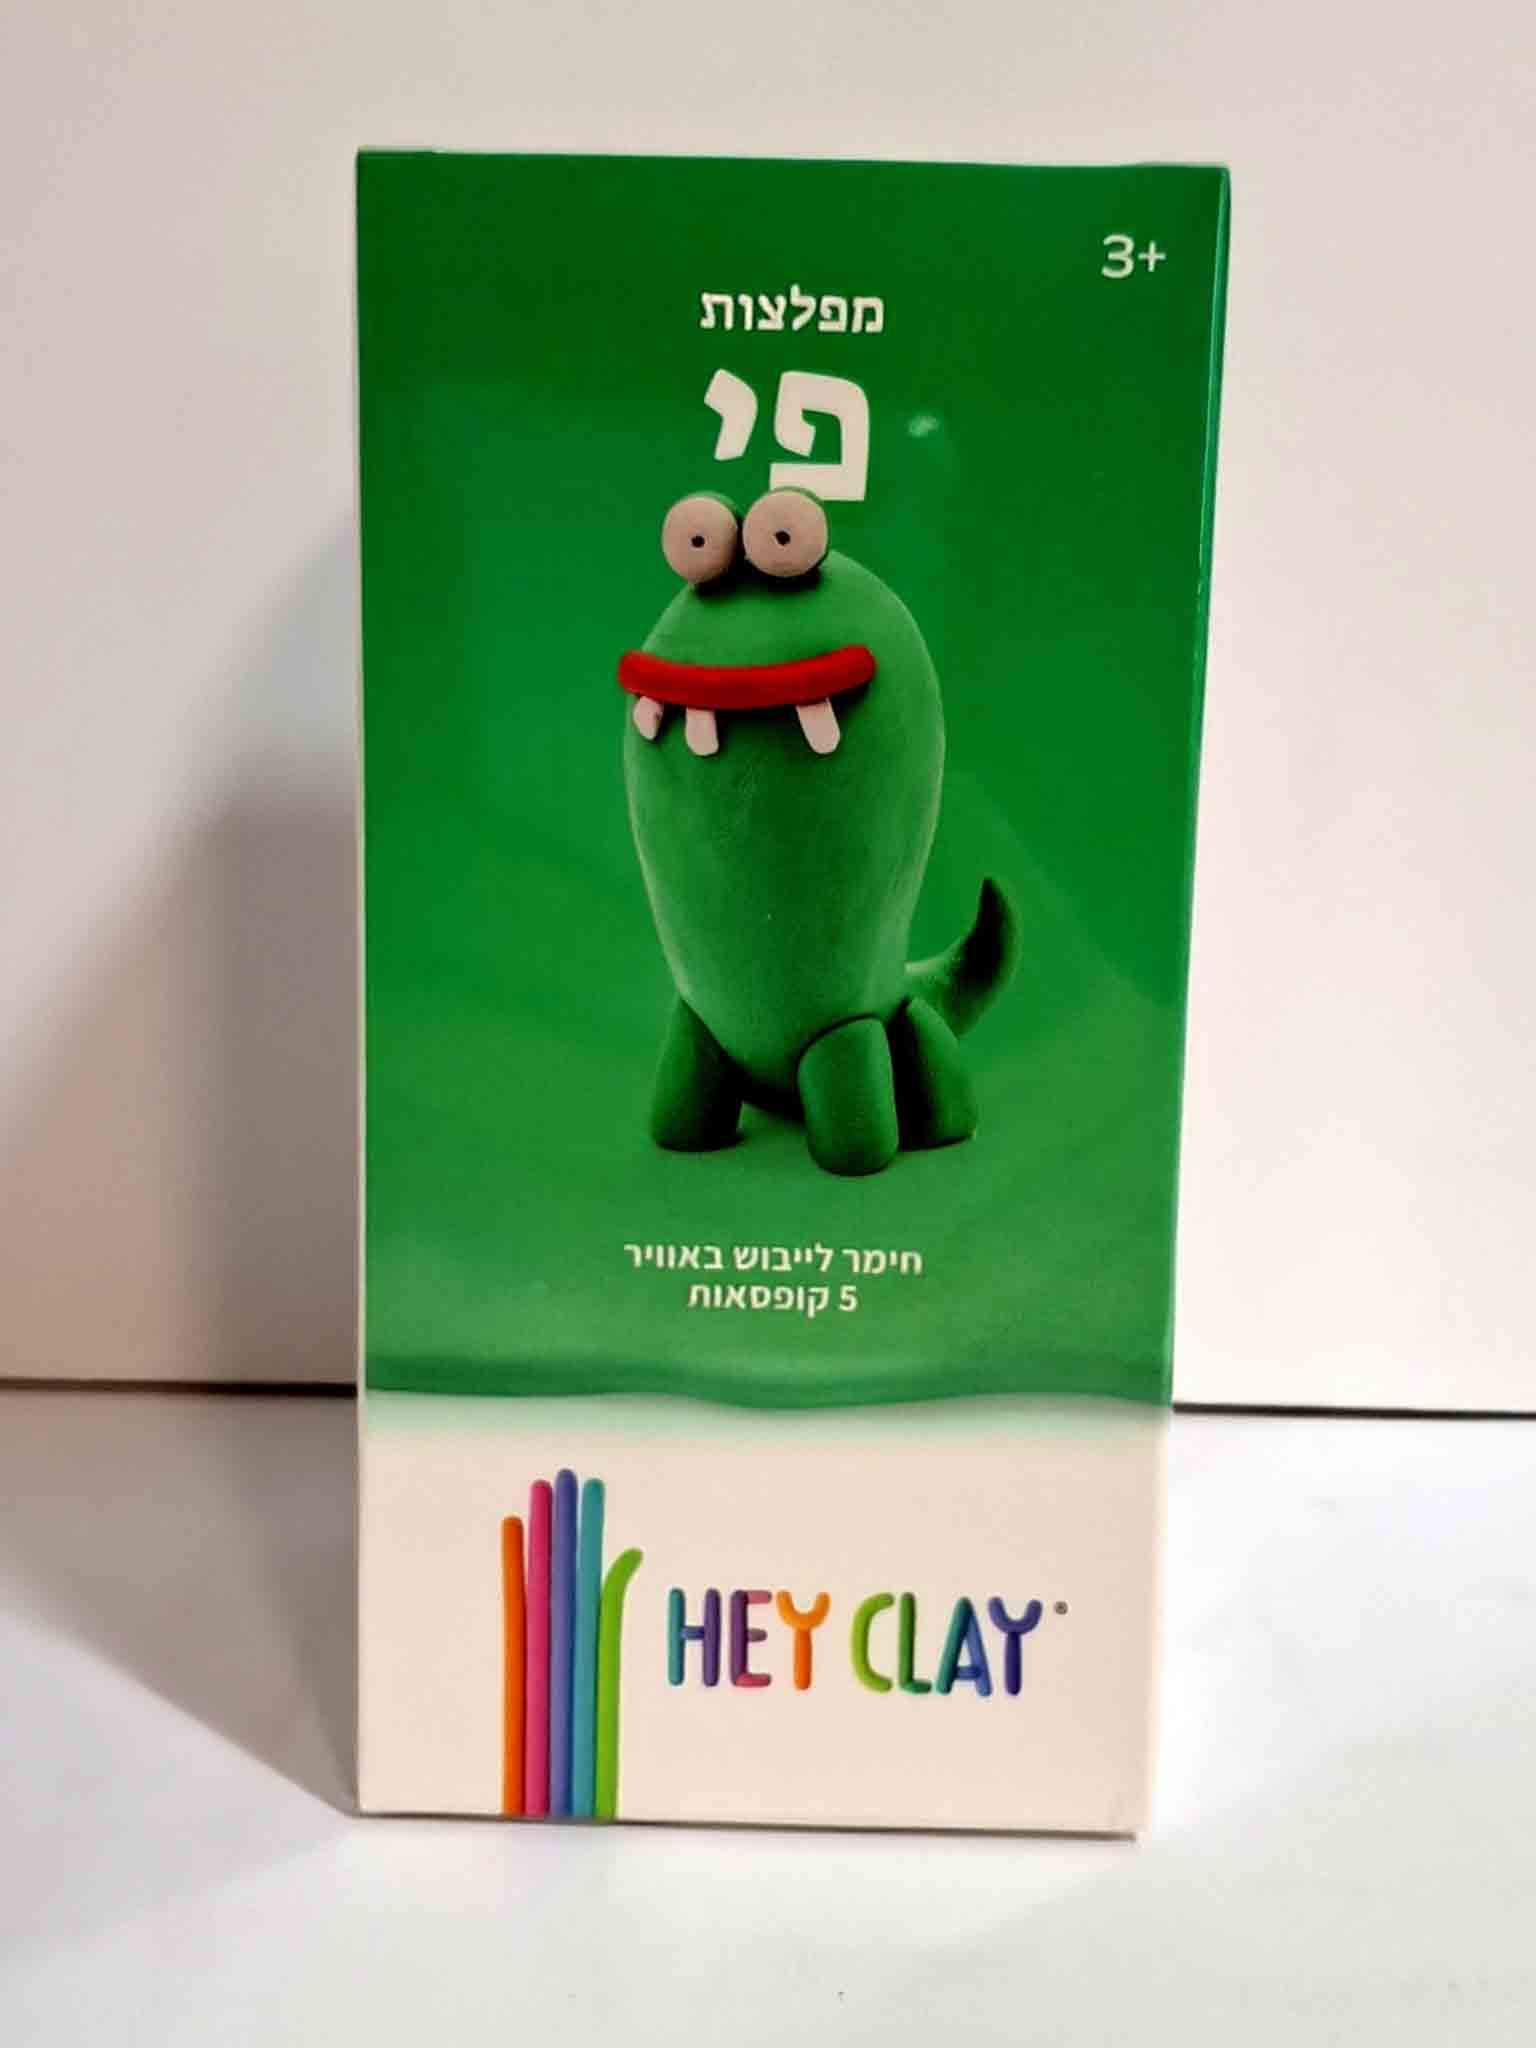 3+
מפלצות
פי
חימר לייבוש באוויר
5 קופסאות
HEY CLAY®